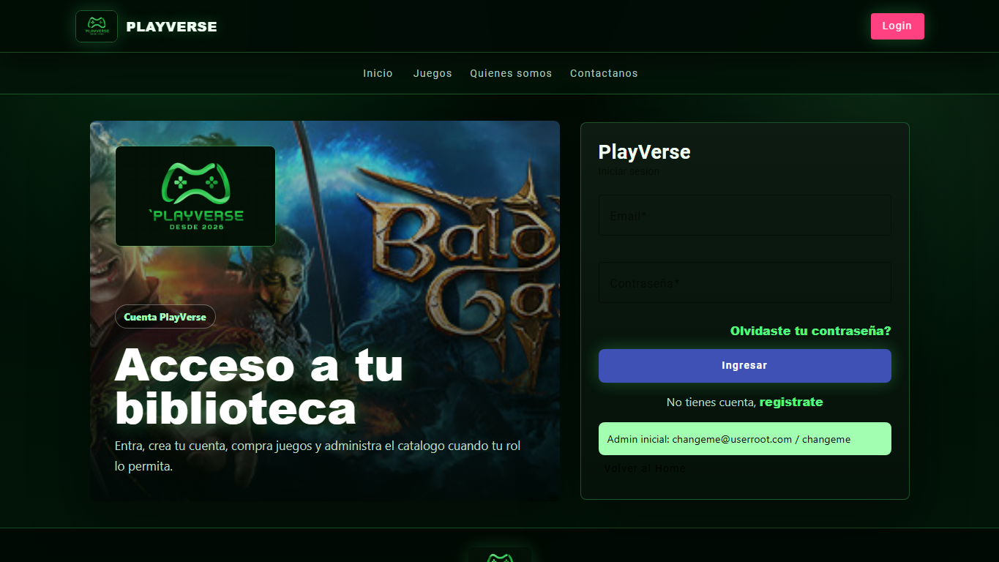 PLAYVERSE
Login
Inicio
Juegos
Quienes somos
Contactanos
`PLAYVERSE
DESDE 2026
Cuenta PlayVerse
Acceso a tu
biblioteca
Entra, crea tu cuenta, compra juegos y administra el catalogo cuando tu rol
lo permita.
PlayVerse
Iniciar sesion
Email*
Contraseña*
Olvidaste tu contraseña?
Ingresar
No tienes cuenta, registrate
Admin inicial: changeme@userroot.com / changeme
Volver al Home